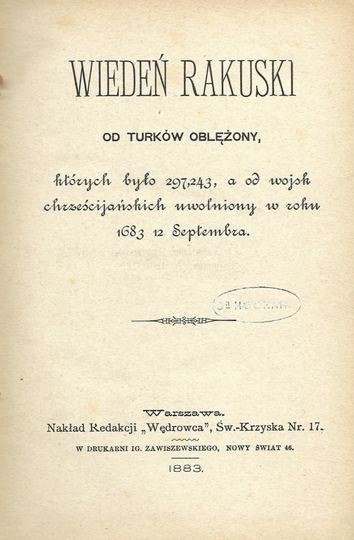 WIEDEŃ RAKUSKI
OD TURKÓW OBLĘŻONY,
których było 297,243, a od wojsk
chrześcijańskich uwolniony w roku
1683 12 Septembra.
Warszawa.
Nakład Redakcji „Wędrowca”, Św.-Krzyska Nr. 17.
W DRUKARNI IG. ZAWISZEWSKIEGO, NOWY ŚWIAT 46.
1883.